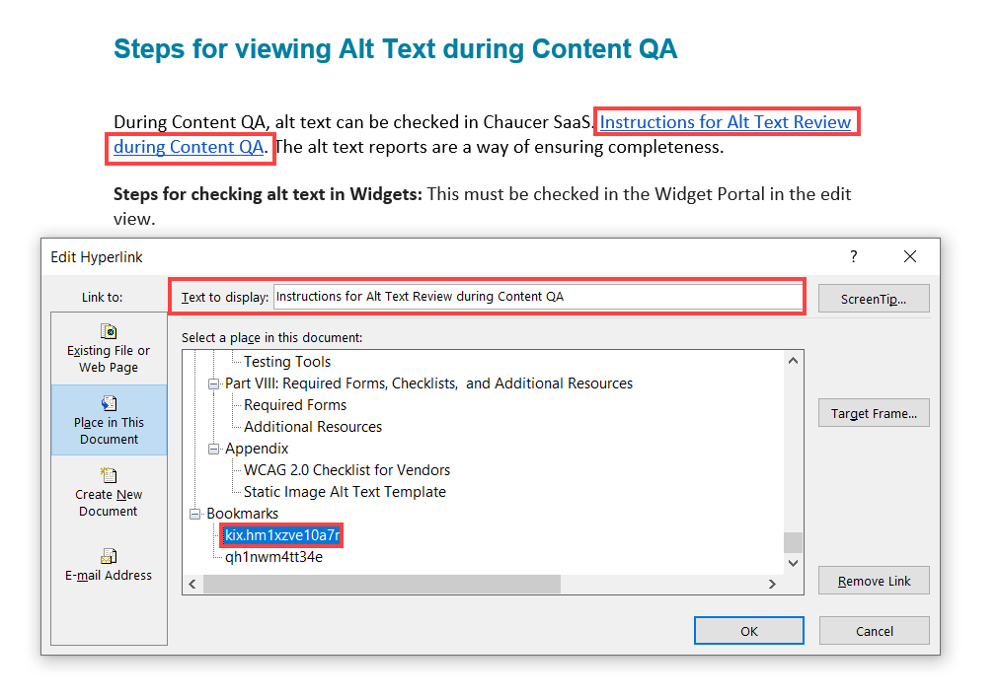 Steps for viewing Alt Text during Content QA
During Content QA, alt text can be checked in Chaucer SaaS. Instructions for Alt Text Review
during Content QA. The alt text reports are a way of ensuring completeness.
Steps for checking alt text in Widgets: This must be checked in the Widget Portal in the edit
view.
Edit Hyperlink
?
Link to:
Text to display: Instructions for Alt Text Review during Content QA
ScreenTip...
Existing File or
Web Page
Place in This
Document
Create New
Document
E-mail Address
Select a place in this document:
Testing Tools
Part VIII: Required Forms, Checklists, and Additional Resources
Required Forms
Additional Resources
Appendix
WCAG 2.0 Checklist for Vendors
Static Image Alt Text Template
Bookmarks
kix.hm1xzve10a7r
qh1nwm4tt34e
Target Frame...
Remove Link
OK
Cancel